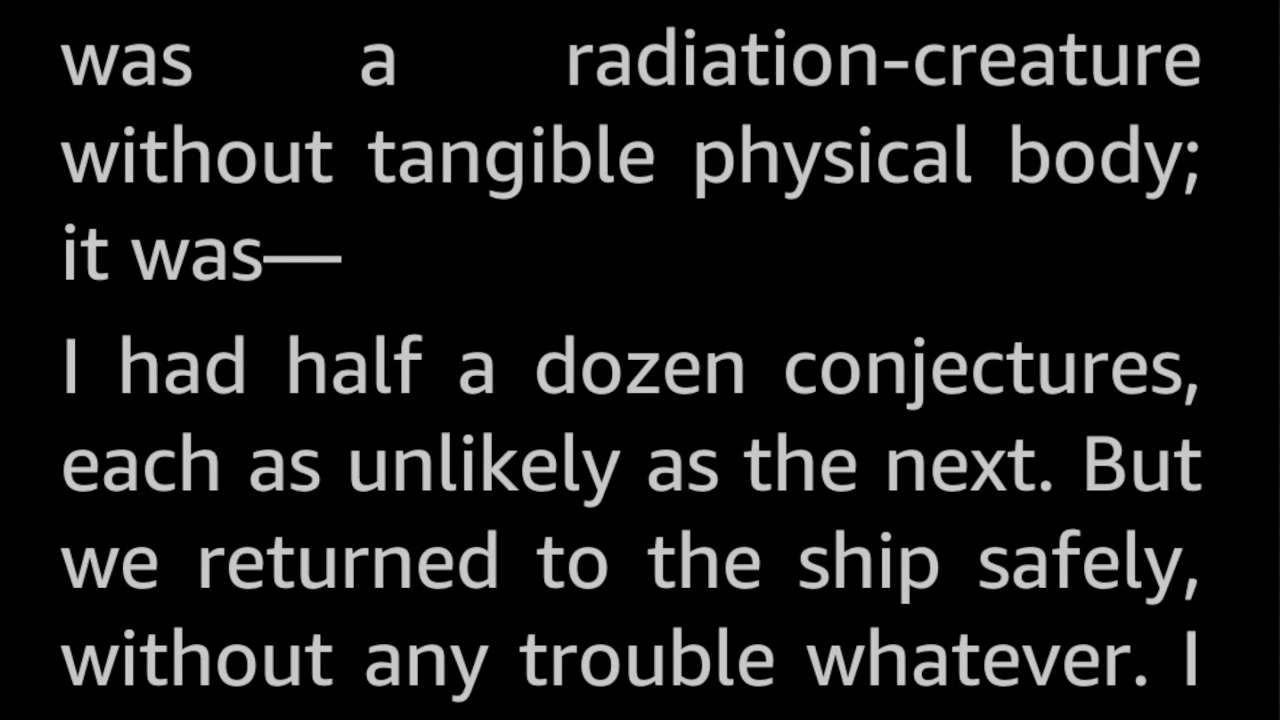 was a radiation-creature
without tangible physical body;
it was—
I had half a dozen conjectures,
each as unlikely as the next. But
we returned to the ship safely,
without any trouble whatever. I